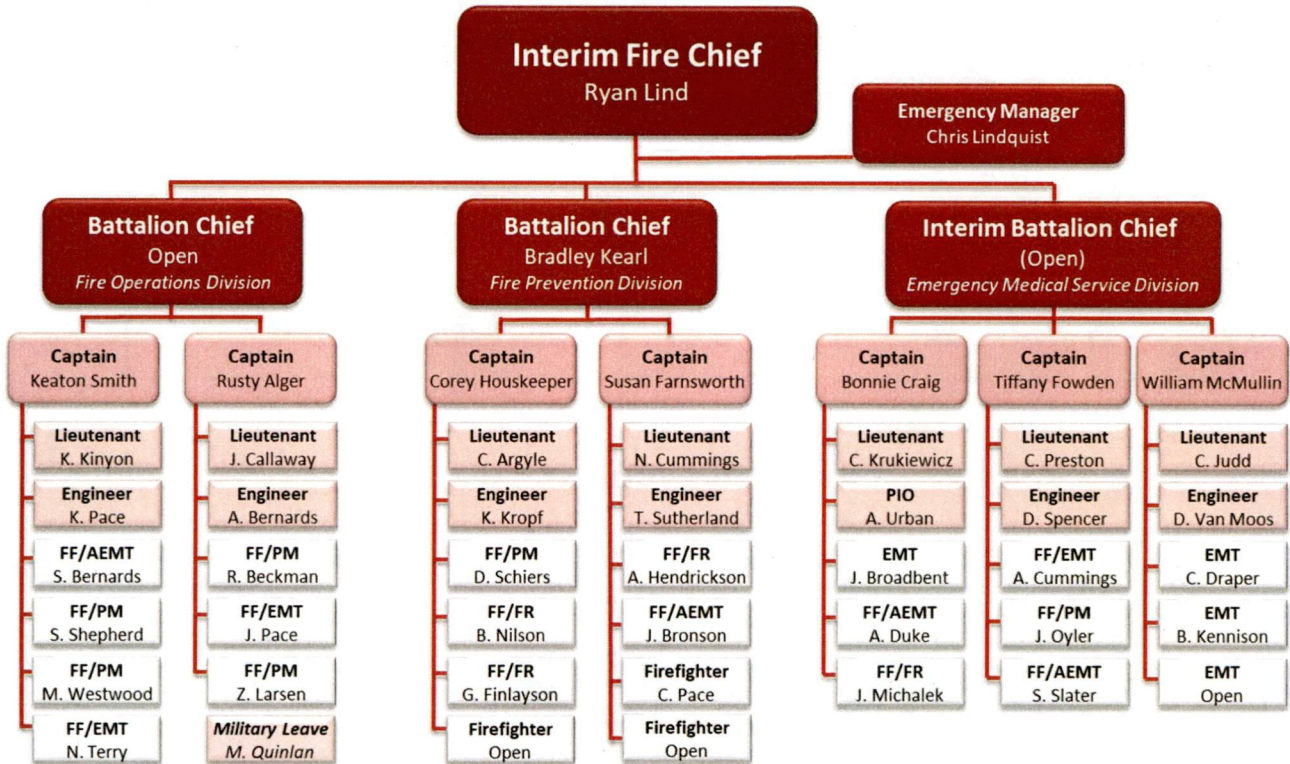 Interim Fire Chief
Ryan Lind
Emergency Manager
Chris Lindquist
Battalion Chief
Open
Fire Operations Division
Battalion Chief
Bradley Kearl
Fire Prevention Division
Interim Battalion Chief
(Open)
Emergency Medical Service Division
Captain
Keaton Smith
Lieutenant
K. Kinyon
Engineer
K. Pace
FF/AEMT
S. Bernards
FF/PM
S. Shepherd
FF/PM
M. Westwood
FF/EMT
N. Terry
Captain
Rusty Alger
Lieutenant
J. Callaway
Engineer
A. Bernards
FF/PM
R. Beckman
FF/EMT
J. Pace
FF/PM
Z. Larsen
Military Leave
M. Quinlan
Captain
Corey Houskeeper
Lieutenant
C. Argyle
Engineer
K. Kropf
FF/PM
D. Schiers
FF/FR
B. Nilson
FF/FR
G. Finlayson
Firefighter
Open
Captain
Susan Farnsworth
Lieutenant
N. Cummings
Engineer
T. Sutherland
FF/FR
A. Hendrickson
FF/AEMT
J. Bronson
Firefighter
C. Pace
Firefighter
Open
Captain
Bonnie Craig
Lieutenant
C. Krukiewicz
PIO
A. Urban
EMT
J. Broadbent
FF/AEMT
A. Duke
FF/FR
J. Michalek
Captain
Tiffany Fowden
Lieutenant
C. Preston
Engineer
D. Spencer
FF/EMT
A. Cummings
FF/PM
J. Oyler
FF/AEMT
S. Slater
Captain
William McMullin
Lieutenant
C. Judd
Engineer
D. Van Moos
EMT
C. Draper
EMT
B. Kennison
EMT
Open